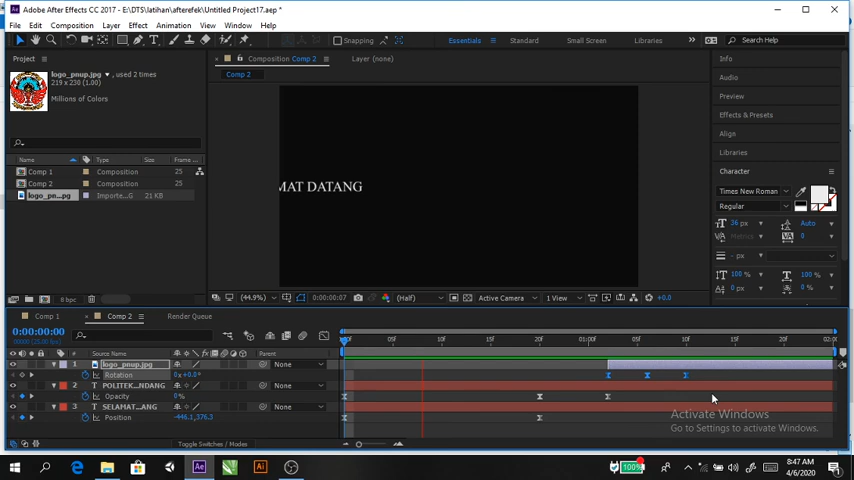 Adobe After Effects CC 2017 - E:\DTS\latihan\afterefek\Untitled Project17.aep *
File Edit Composition Layer Effect Animation View Window Help
Snapping Essentials Standard Small Screen Libraries Search Help
Project
logo_pnup.jpg , used 2 times
219 x 230 (1.00)
Millions of Colors
Name Type Size Frame ...
Comp 1 Composition 25
Comp 2 Composition 25
logo_pn...pg Importe...G 21 KB
8 bpc
Composition Comp 2 Layer (none)
Comp 2
MAT DATANG
(44.9%) 0:00:00:07 (Half) Active Camera 1 View +0.0
Info
Audio
Preview
Effects & Presets
Align
Libraries
Character
Times New Roman
Regular
36 px Auto
Metrics 0
- px
100 % 100 %
0 px 0 %
Comp 1 Comp 2 Render Queue
0:00:00:00
00000 (25.00 fps)
05f 10f 15f 20f 01:00f 05f 10f 15f 20f
# Source Name Parent
1 logo_pnup.jpg None
Rotation 0x+0.0°
2 POLITEK...NDANG None
Opacity 0%
3 SELAMAT...ANG None
Position -446.1,376.3
Toggle Switches / Modes
Activate Windows
Go to Settings to activate Windows.
100%
8:47 AM
4/6/2020